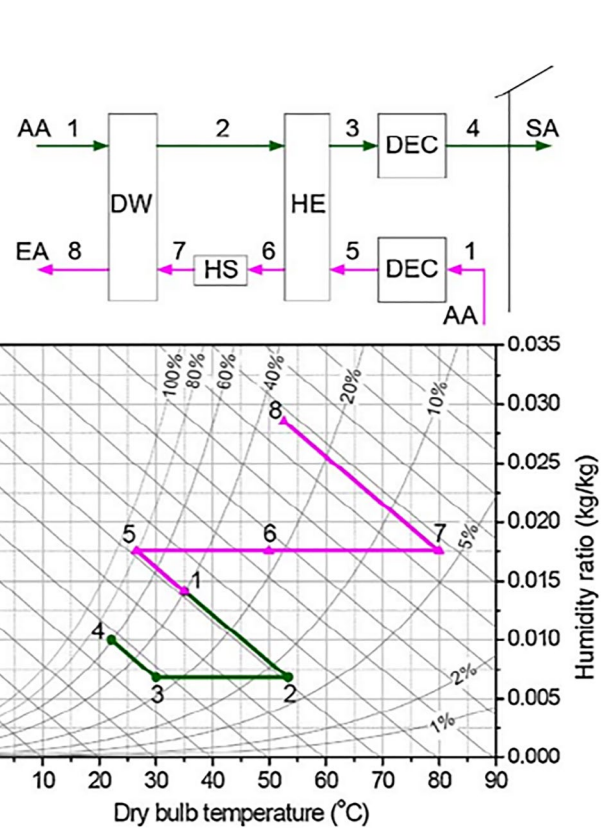 AA 1 2 3 DEC 4 SA
DW HE
EA 8 7 HS 6 5 DEC 1
AA
100% 80% 60% 40% 20% 10% 0.035
8 0.030
0.025
5 6 7 5% 0.020
1 0.015
4 0.010
3 2 2% 0.005
1% 0.000
10 20 30 40 50 60 70 80 90
Dry bulb temperature (°C)
Humidity ratio (kg/kg)